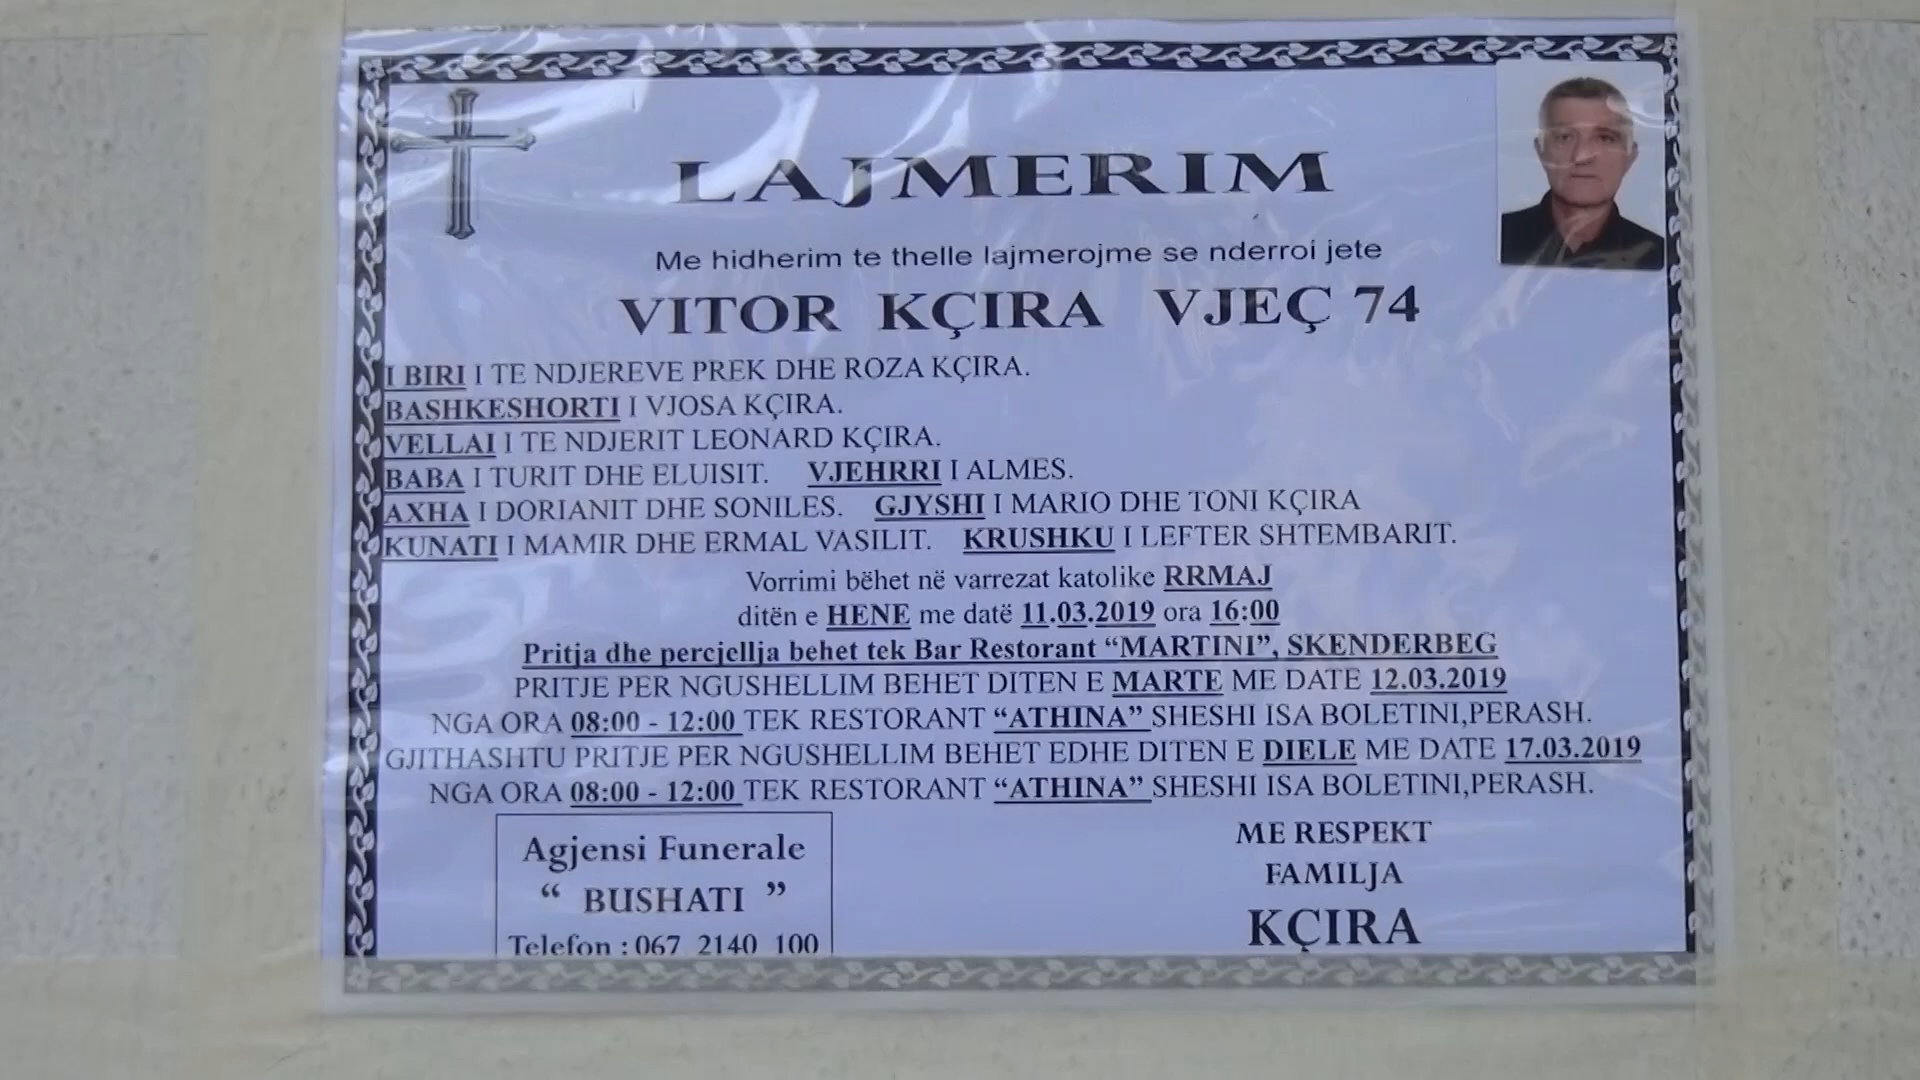 LAJMERIM
Me hidherim te thelle lajmerojme se nderroi jete
VITOR KÇIRA VJEÇ 74
I BIRI I TE NDJEREVE PREK DHE ROZA KÇIRA.
BASHKESHORTI I VJOSA KÇIRA.
VELLAI I TE NDJERIT LEONARD KÇIRA.
BABA I TURIT DHE ELUISIT. VJEHRRI I ALMES.
AXHA I DORIANIT DHE SONILES. GJYSHI I MARIO DHE TONI KÇIRA
KUNATI I MAMIR DHE ERMAL VASILIT. KRUSHKU I LEFTER SHTEMBARIT.
Vorrimi bëhet në varrezat katolike RRMAJ
ditën e HENE me datë 11.03.2019 ora 16:00
Pritja dhe percjellja behet tek Bar Restorant “MARTINI”, SKENDERBEG
PRITJE PER NGUSHELLIM BEHET DITEN E MARTE ME DATE 12.03.2019
NGA ORA 08:00 - 12:00 TEK RESTORANT “ATHINA” SHESHI ISA BOLETINI,PERASH.
GJITHASHTU PRITJE PER NGUSHELLIM BEHET EDHE DITEN E DIELE ME DATE 17.03.2019
NGA ORA 08:00 - 12:00 TEK RESTORANT “ATHINA” SHESHI ISA BOLETINI,PERASH.
Agjensi Funerale
“ BUSHATI ”
Telefon : 067 2140 100
ME RESPEKT
FAMILJA
KÇIRA